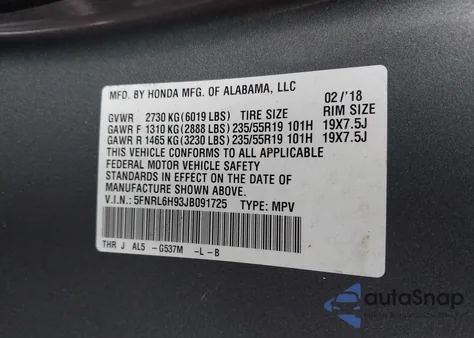 MFD. BY HONDA MFG. OF ALABAMA, LLC
02/'18
GVWR 2730 KG(6019 LBS) TIRE SIZE RIM SIZE
GAWR F 1310 KG(2888 LBS) 235/55R19 101H 19X7.5J
GAWR R 1465 KG(3230 LBS) 235/55R19 101H 19X7.5J
THIS VEHICLE CONFORMS TO ALL APPLICABLE
FEDERAL MOTOR VEHICLE SAFETY
STANDARDS IN EFFECT ON THE DATE OF
MANUFACTURE SHOWN ABOVE.
V.I.N.: 5FNRL6H93JB091725 TYPE: MPV
THR J AL5 -G537M -L-B
autoSnap